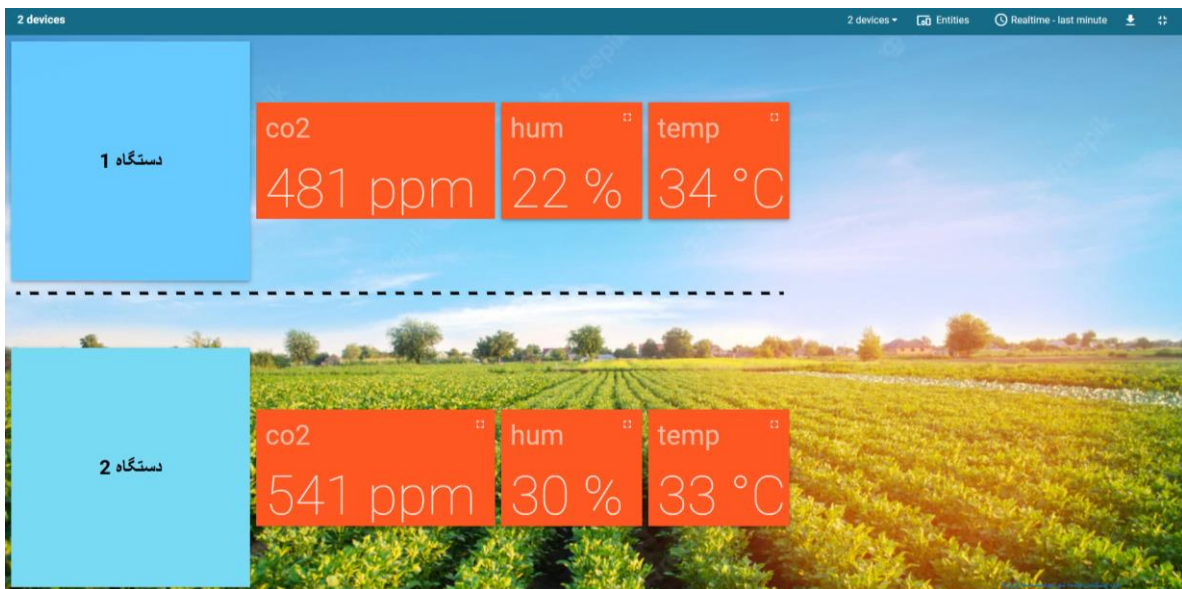 2 devices
2 devices Entities Realtime - last minute
دستگاه 1
co2
481 ppm
hum
22 %
temp
34 °C
دستگاه 2
co2
541 ppm
hum
30 %
temp
33 °C